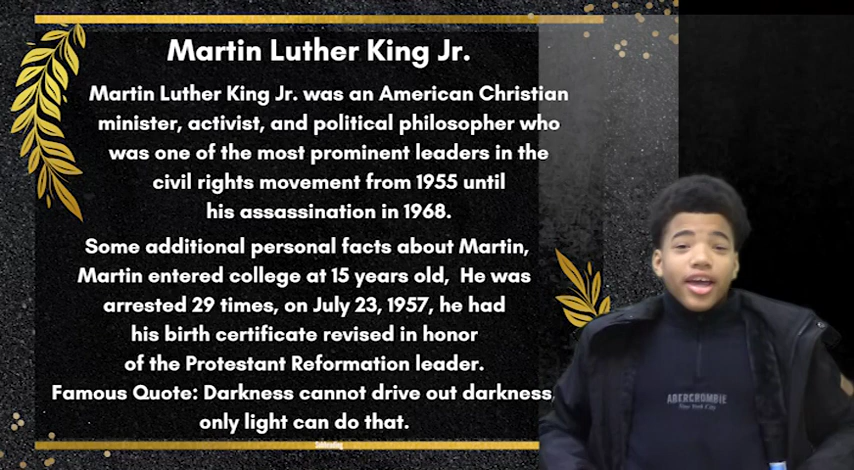 Martin Luther King Jr.
Martin Luther King Jr. was an American Christian
minister, activist, and political philosopher who
was one of the most prominent leaders in the
civil rights movement from 1955 until
his assassination in 1968.
Some additional personal facts about Martin,
Martin entered college at 15 years old, He was
arrested 29 times, on July 23, 1957, he had
his birth certificate revised in honor
of the Protestant Reformation leader.
Famous Quote: Darkness cannot drive out darkness,
only light can do that.
Subheading
ABERCROMBIE
New York City